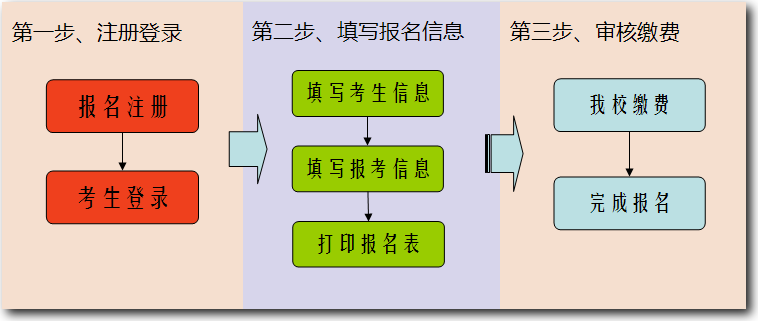 第一步、注册登录
报名注册
考生登录
第二步、填写报名信息
填写考生信息
填写报考信息
打印报名表
第三步、审核缴费
我校缴费
完成报名